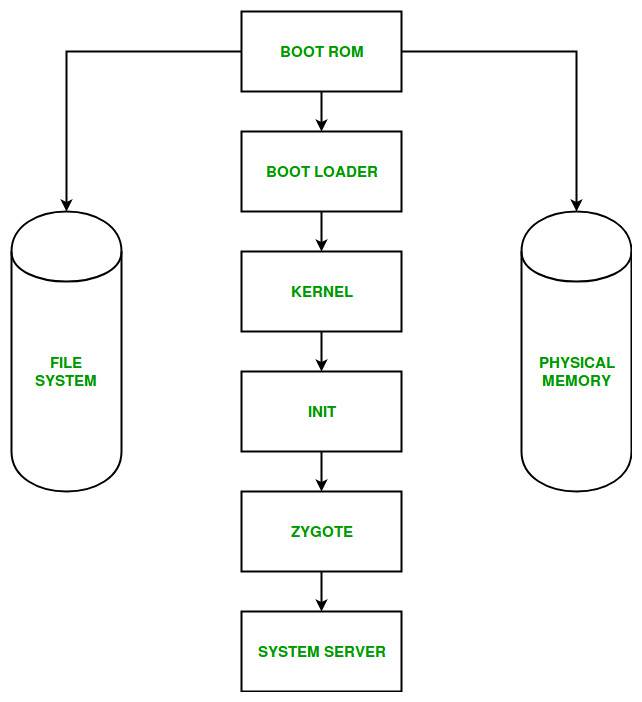 BOOT ROM
BOOT LOADER
KERNEL
FILE
SYSTEM
PHYSICAL
MEMORY
INIT
ZYGOTE
SYSTEM SERVER